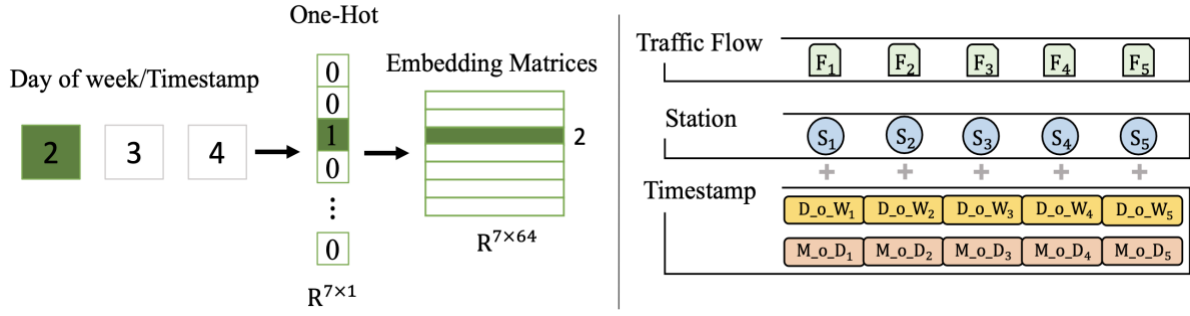 One-Hot
Day of week/Timestamp
2 3 4
0
0
1
0
⋮
0
R^{7×1}
Embedding Matrices
2
R^{7×64}
Traffic Flow
F₁ F₂ F₃ F₄ F₅
Station
S₁ S₂ S₃ S₄ S₅
+ + + + +
Timestamp
D_o_W₁ D_o_W₂ D_o_W₃ D_o_W₄ D_o_W₅
M_o_D₁ M_o_D₂ M_o_D₃ M_o_D₄ M_o_D₅